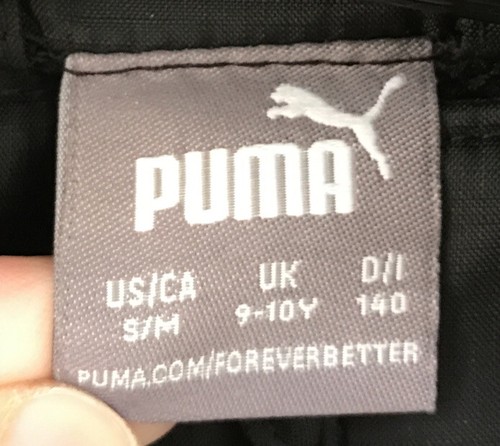 PUMA
US/CA UK D/I
S/M 9-10Y 140
PUMA.COM/FOREVERBETTER